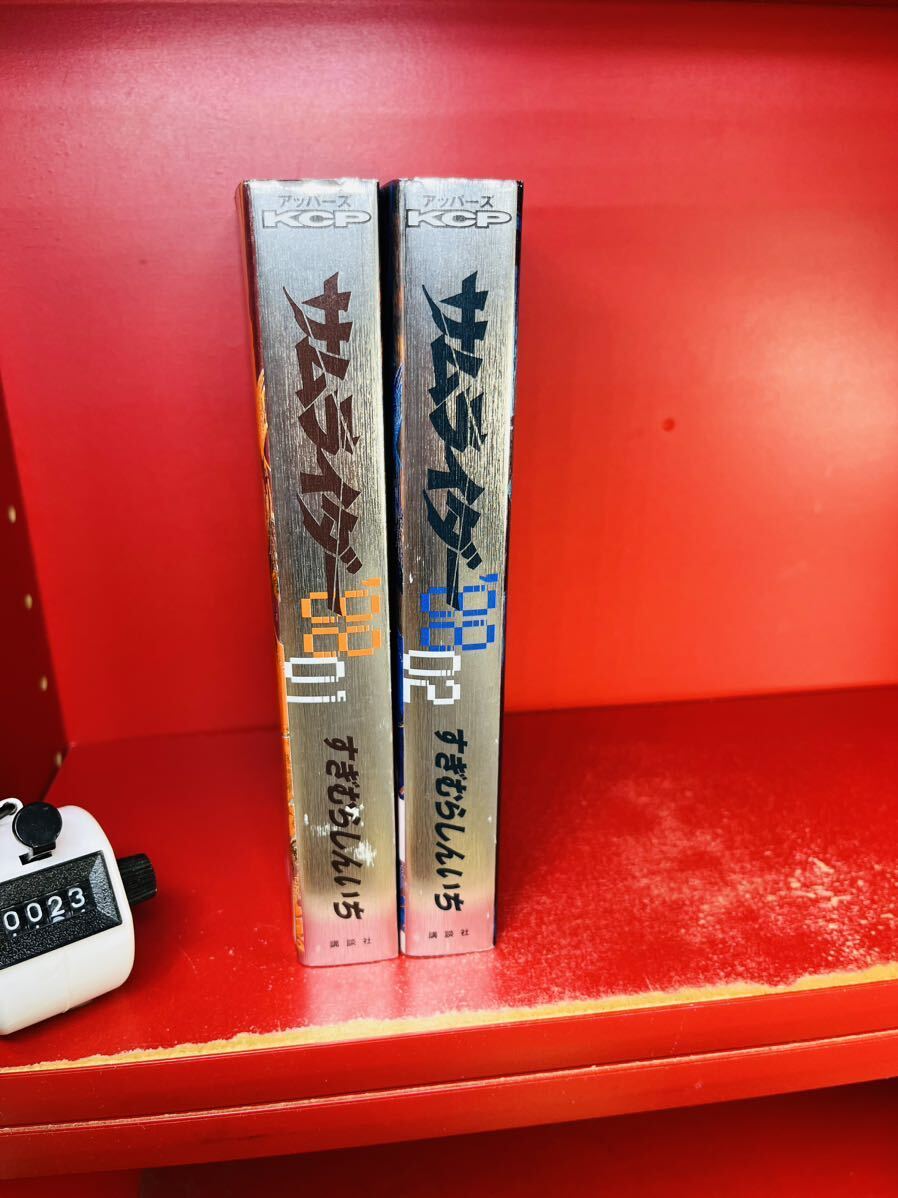 アッパーズ
KCP
サムライダー
'88
01
すぎむらしんいち
講談社
アッパーズ
KCP
サムライダー
'88
02
すぎむらしんいち
講談社
0023